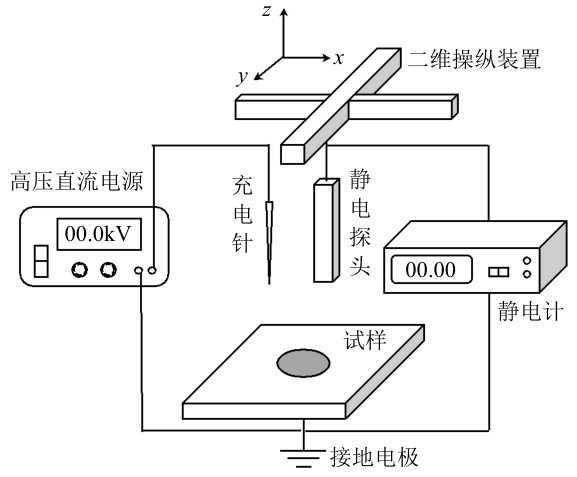 z
x
y
二维操纵装置
高压直流电源
充电针
静电探头
00.0kV
00.00
静电计
试样
接地电极